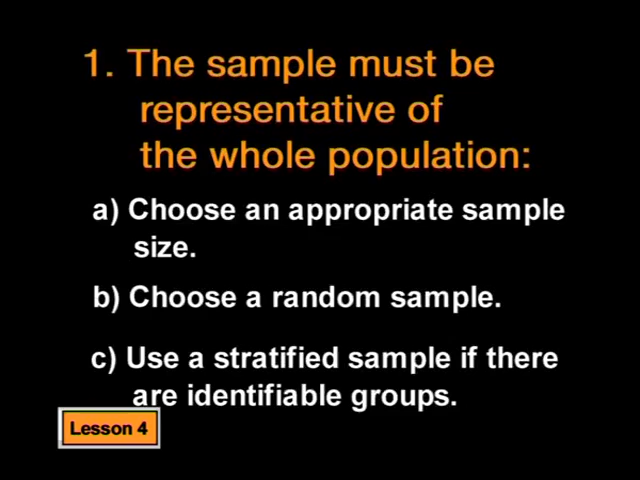 1. The sample must be
representative of
the whole population:
a) Choose an appropriate sample
size.
b) Choose a random sample.
c) Use a stratified sample if there
are identifiable groups.
Lesson 4